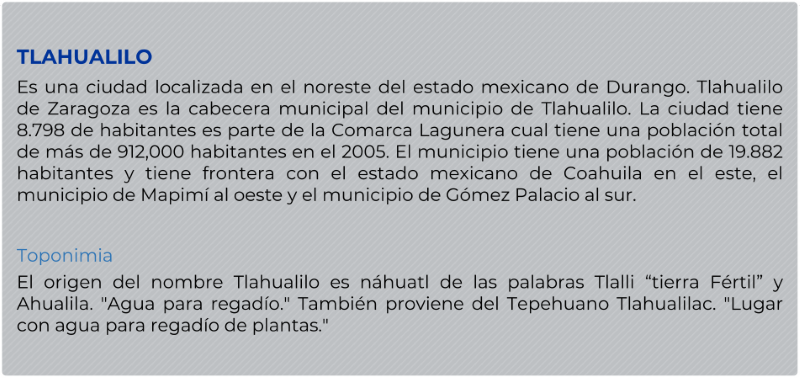 TLAHUALILO
Es una ciudad localizada en el noreste del estado mexicano de Durango. Tlahualilo
de Zaragoza es la cabecera municipal del municipio de Tlahualilo. La ciudad tiene
8.798 de habitantes es parte de la Comarca Lagunera cual tiene una población total
de más de 912,000 habitantes en el 2005. El municipio tiene una población de 19.882
habitantes y tiene frontera con el estado mexicano de Coahuila en el este, el
municipio de Mapimí al oeste y el municipio de Gómez Palacio al sur.
Toponimia
El origen del nombre Tlahualilo es náhuatl de las palabras Tlalli “tierra Fértil” y
Ahualila. "Agua para regadío." También proviene del Tepehuano Tlahualilac. "Lugar
con agua para regadío de plantas."